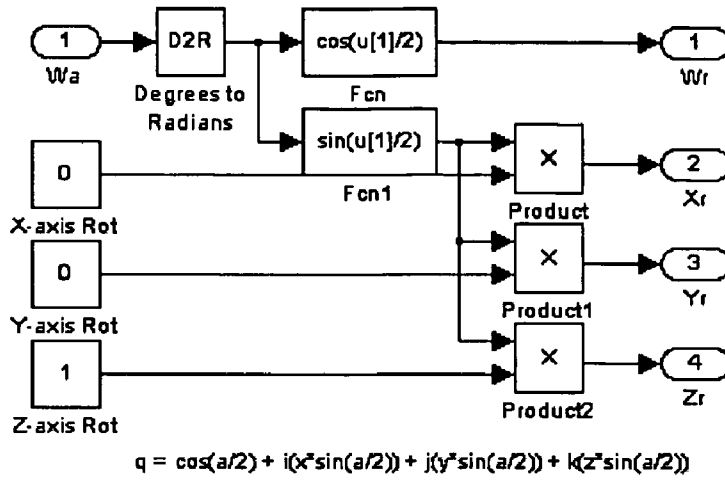 1
Wa
D2R
Degrees to
Radians
cos(u[1]/2)
Fcn
1
Wr
sin(u[1]/2)
Fcn1
0
X-axis Rot
×
Product
2
Xr
0
Y-axis Rot
×
Product1
3
Yr
1
Z-axis Rot
×
Product2
4
Zr
q = cos(a/2) + i(x*sin(a/2)) + j(y*sin(a/2)) + k(z*sin(a/2))